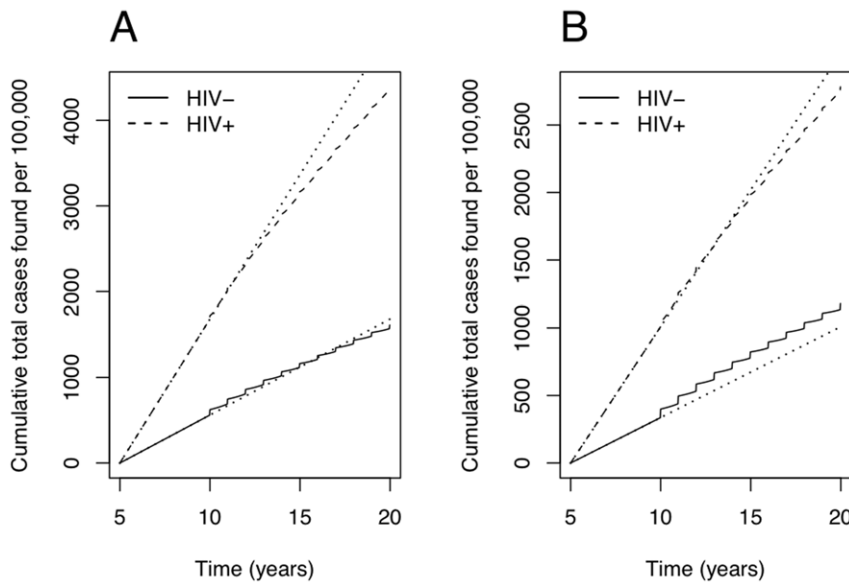 A
Cumulative total cases found per 100,000
4000
3000
2000
1000
0
HIV−
HIV+
5 10 15 20
Time (years)
B
Cumulative total cases found per 100,000
2500
2000
1500
1000
500
0
HIV−
HIV+
5 10 15 20
Time (years)